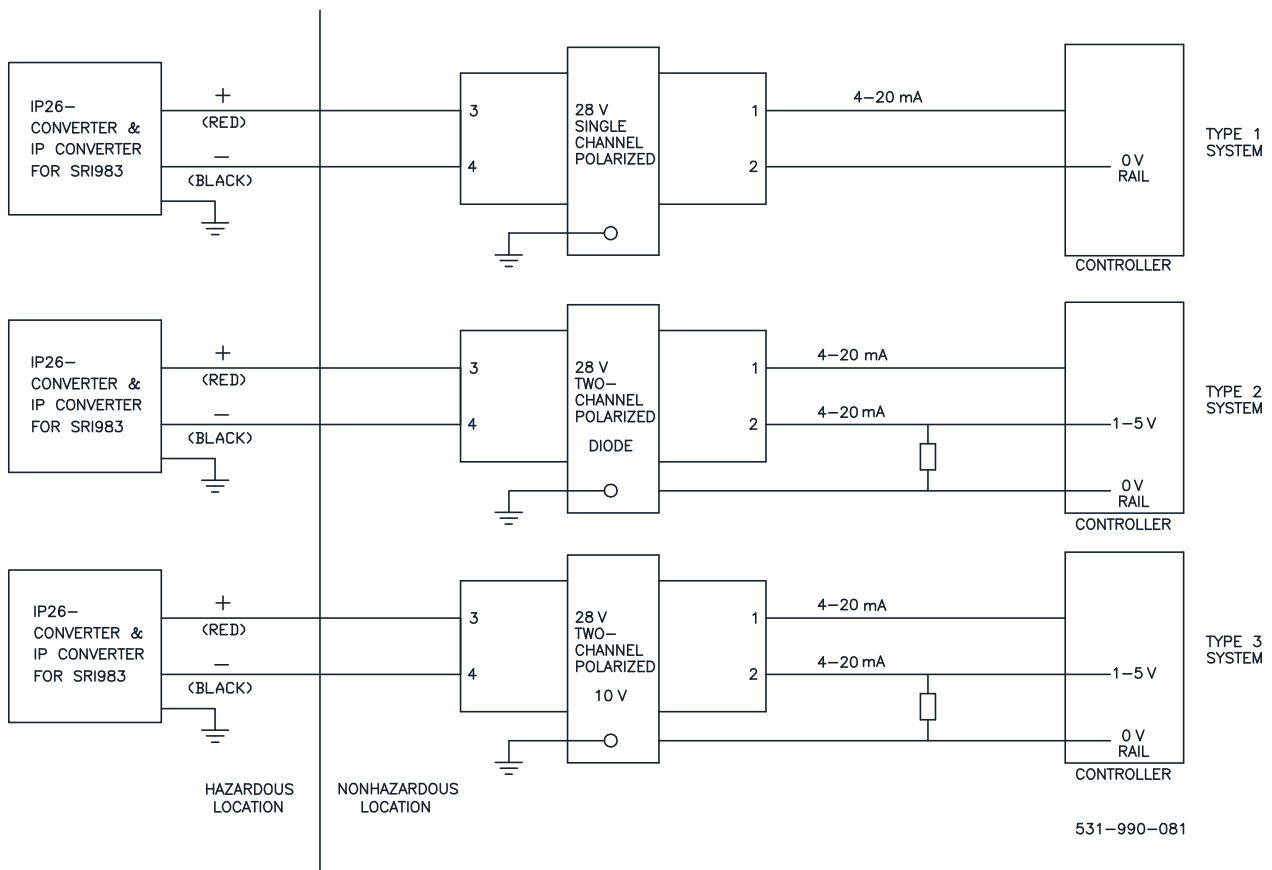 IP26-
CONVERTER &
IP CONVERTER
FOR SRI983
+
(RED)
-
(BLACK)
3
4
28 V
SINGLE
CHANNEL
POLARIZED
1
2
4-20 mA
0 V
RAIL
CONTROLLER
TYPE 1
SYSTEM
IP26-
CONVERTER &
IP CONVERTER
FOR SRI983
+
(RED)
-
(BLACK)
3
4
28 V
TWO-
CHANNEL
POLARIZED
DIODE
1
2
4-20 mA
4-20 mA
1-5 V
0 V
RAIL
CONTROLLER
TYPE 2
SYSTEM
IP26-
CONVERTER &
IP CONVERTER
FOR SRI983
+
(RED)
-
(BLACK)
3
4
28 V
TWO-
CHANNEL
POLARIZED
10 V
1
2
4-20 mA
4-20 mA
1-5 V
0 V
RAIL
CONTROLLER
TYPE 3
SYSTEM
HAZARDOUS
LOCATION
NONHAZARDOUS
LOCATION
531-990-081